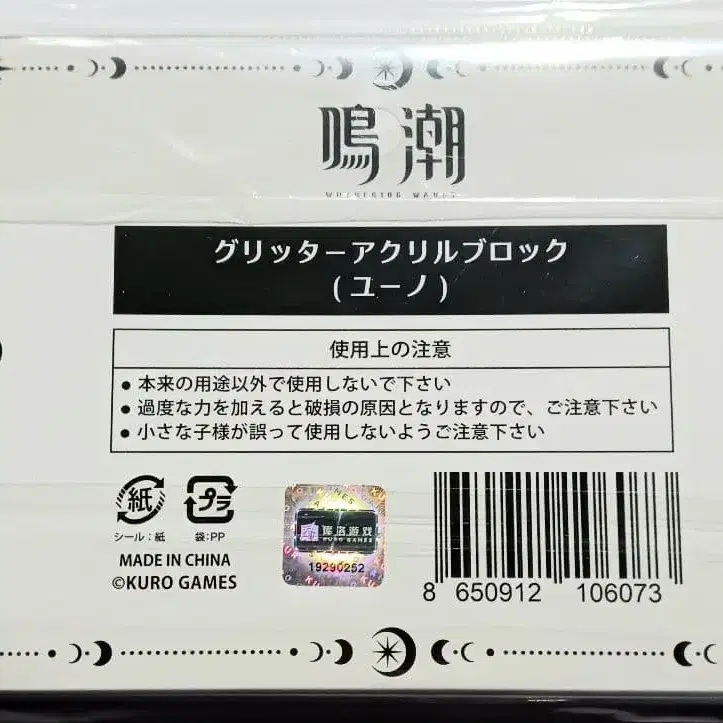 鳴潮
WUTHERING WAVES
グリッターアクリルブロック
(ユーノ)
使用上の注意
● 本来の用途以外で使用しないで下さい
● 過度な力を加えると破損の原因となりますので、ご注意下さい
● 小さな子様が誤って使用しないようご注意下さい
紙 プラ
シール：紙 袋:PP
MADE IN CHINA
©KURO GAMES
库洛游戏
KURO GAMES
19290252
8 650912 106073